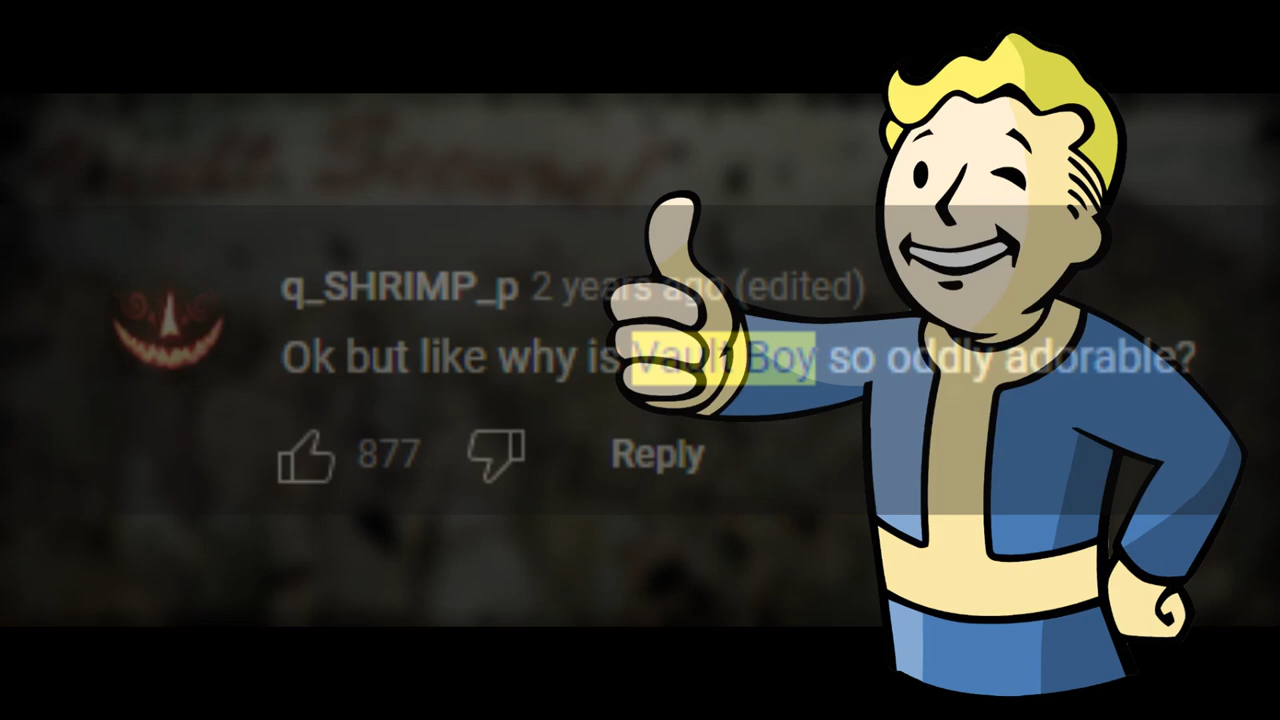 q_SHRIMP_p 2 years ago (edited)
Ok but like why is Vault Boy so oddly adorable?
877 Reply